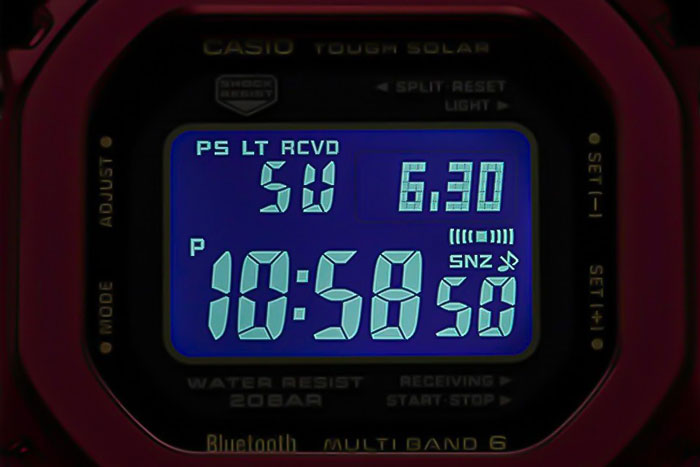 CASIO TOUGH SOLAR
SHOCK
RESIST
◄ SPLIT·RESET
LIGHT ►
ADJUST
SET (−)
PS LT RCVD
SU 6.30
SNZ
P 10:58 50
MODE
SET (+)
WATER RESIST
20BAR
RECEIVING ►
START·STOP ►
Bluetooth MULTI BAND 6